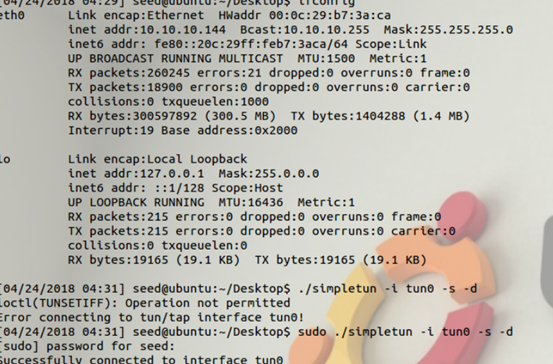 [04/24/2018 04:29] seed@ubuntu:~/Desktop$ ifconfig
eth0 Link encap:Ethernet HWaddr 00:0c:29:b7:3a:ca
inet addr:10.10.10.144 Bcast:10.10.10.255 Mask:255.255.255.0
inet6 addr: fe80::20c:29ff:feb7:3aca/64 Scope:Link
UP BROADCAST RUNNING MULTICAST MTU:1500 Metric:1
RX packets:260245 errors:21 dropped:0 overruns:0 frame:0
TX packets:18900 errors:0 dropped:0 overruns:0 carrier:0
collisions:0 txqueuelen:1000
RX bytes:300597892 (300.5 MB) TX bytes:1404288 (1.4 MB)
Interrupt:19 Base address:0x2000
lo Link encap:Local Loopback
inet addr:127.0.0.1 Mask:255.0.0.0
inet6 addr: ::1/128 Scope:Host
UP LOOPBACK RUNNING MTU:16436 Metric:1
RX packets:215 errors:0 dropped:0 overruns:0 frame:0
TX packets:215 errors:0 dropped:0 overruns:0 carrier:0
collisions:0 txqueuelen:0
RX bytes:19165 (19.1 KB) TX bytes:19165 (19.1 KB)
[04/24/2018 04:31] seed@ubuntu:~/Desktop$ ./simpletun -i tun0 -s -d
ioctl(TUNSETIFF): Operation not permitted
Error connecting to tun/tap interface tun0!
[04/24/2018 04:31] seed@ubuntu:~/Desktop$ sudo ./simpletun -i tun0 -s -d
[sudo] password for seed:
Successfully connected to interface tun0